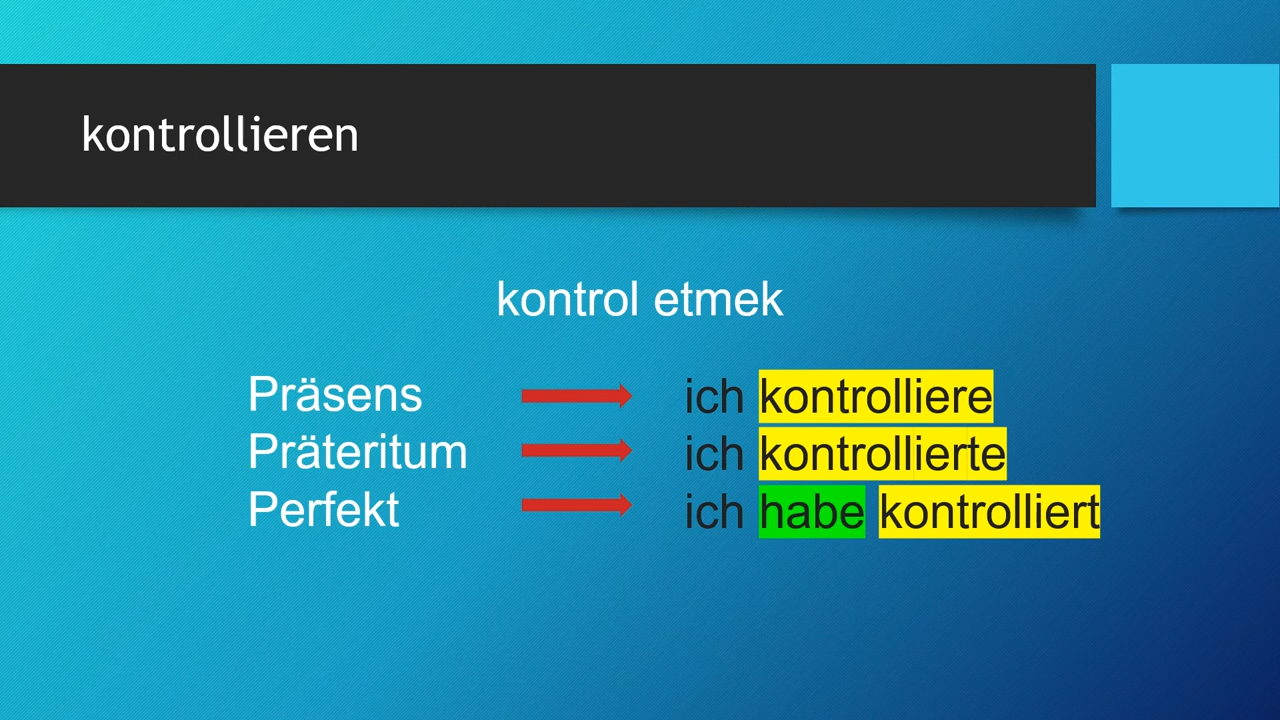 kontrollieren
kontrol etmek
Präsens ich kontrolliere
Präteritum ich kontrollierte
Perfekt ich habe kontrolliert